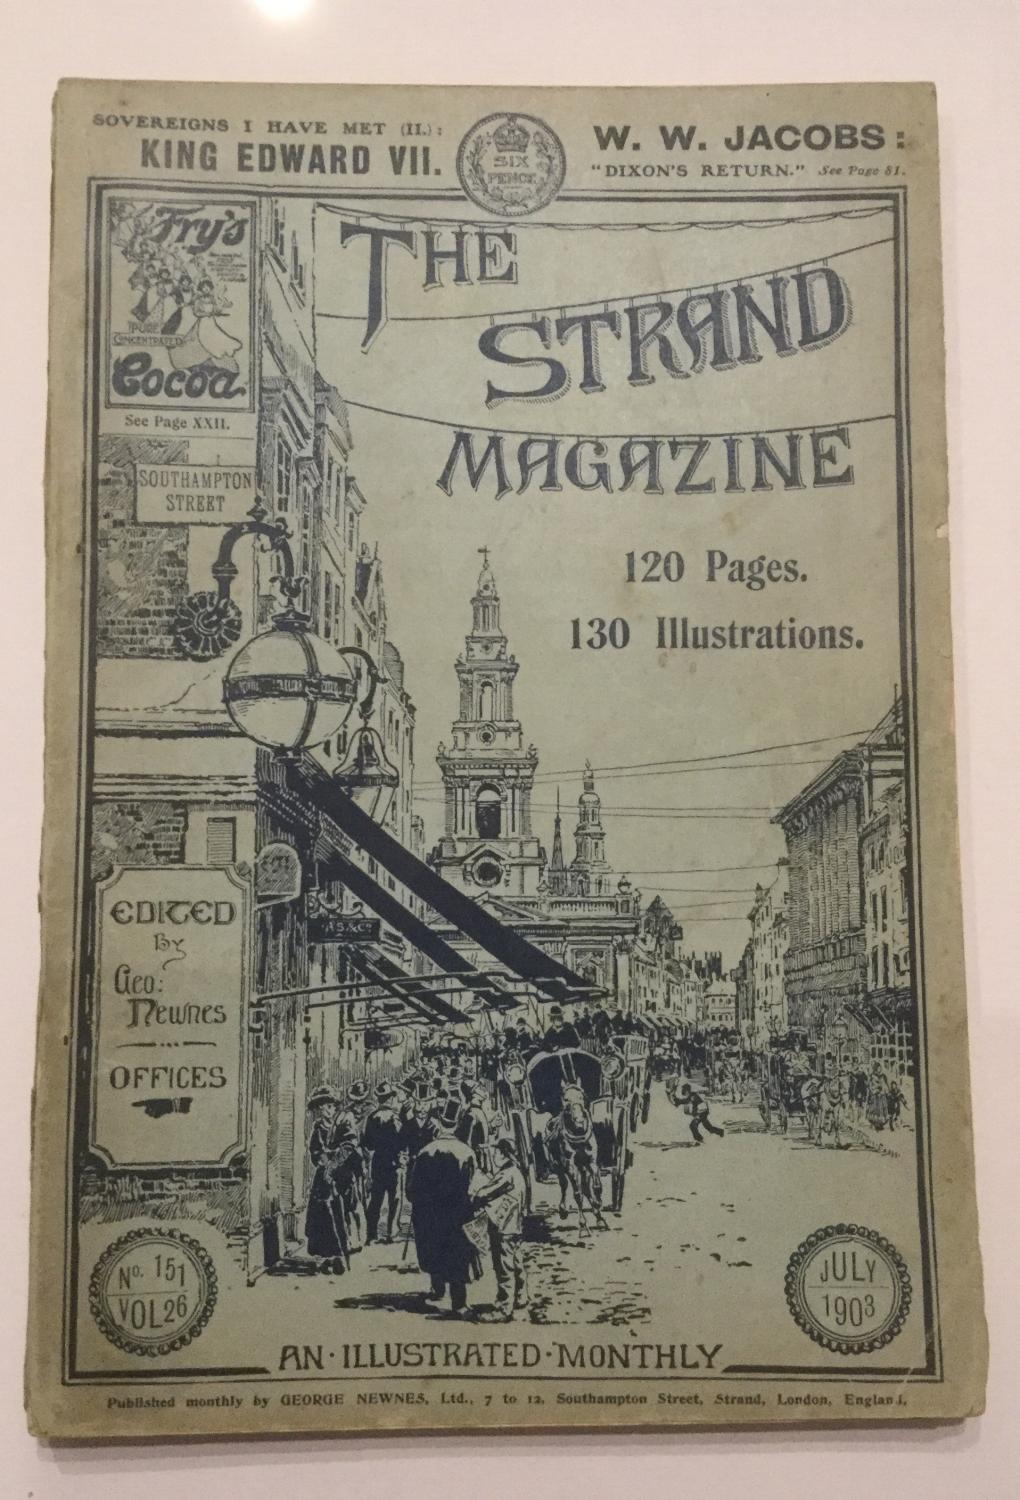 SOVEREIGNS I HAVE MET (II.):
KING EDWARD VII.
SIX
PENCE
W. W. JACOBS:
"DIXON'S RETURN." See Page 81.
Fry's
PURE
CONCENTRATED
Cocoa
See Page XXII.
THE
STRAND
MAGAZINE
SOUTHAMPTON
STREET
120 Pages.
130 Illustrations.
EDITED
By
Geo:
Newnes
OFFICES
No. 151
VOL 26
JULY
1903
AN · ILLUSTRATED · MONTHLY
Published monthly by GEORGE NEWNES, Ltd., 7 to 12, Southampton Street, Strand, London, England.